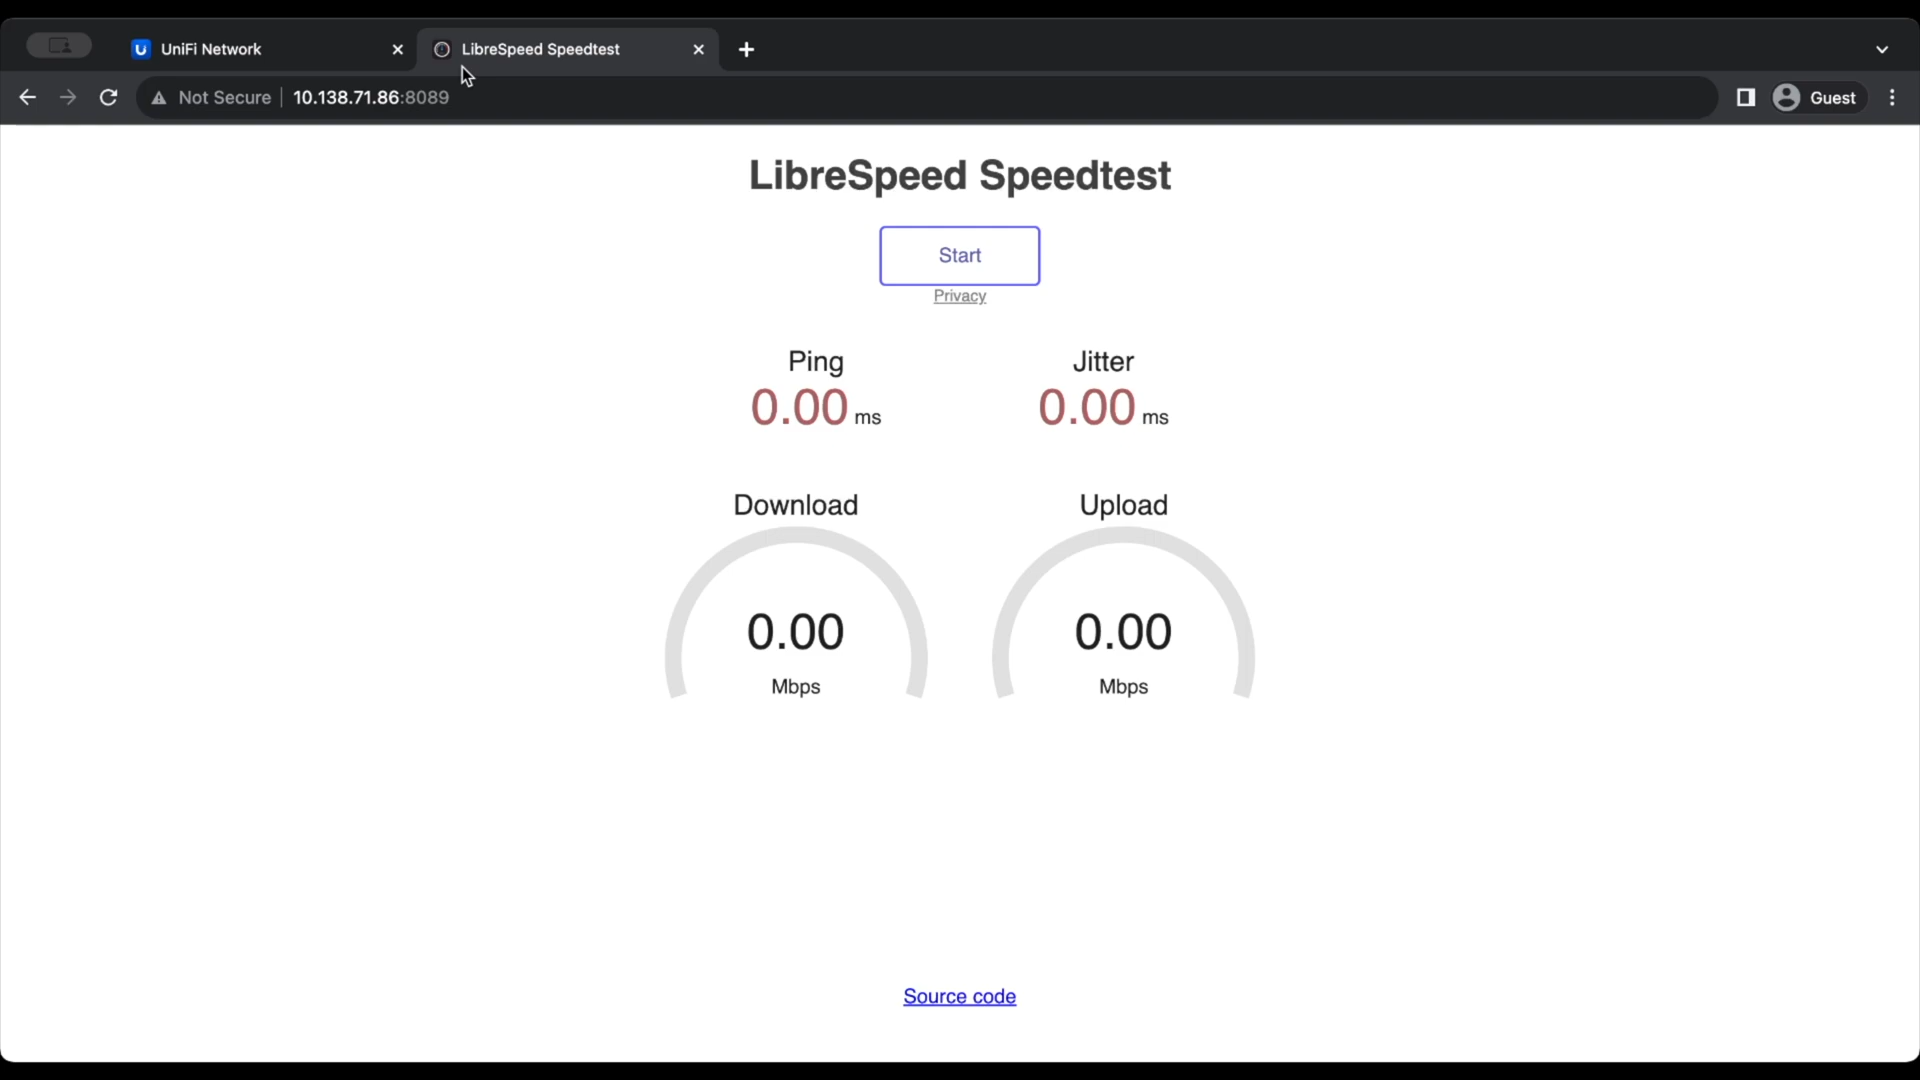 UniFi Network
LibreSpeed Speedtest
Not Secure
10.138.71.86:8089
Guest
LibreSpeed Speedtest
Start
Privacy
Ping
Jitter
0.00 ms
0.00 ms
Download
Upload
0.00
0.00
Mbps
Mbps
Source code